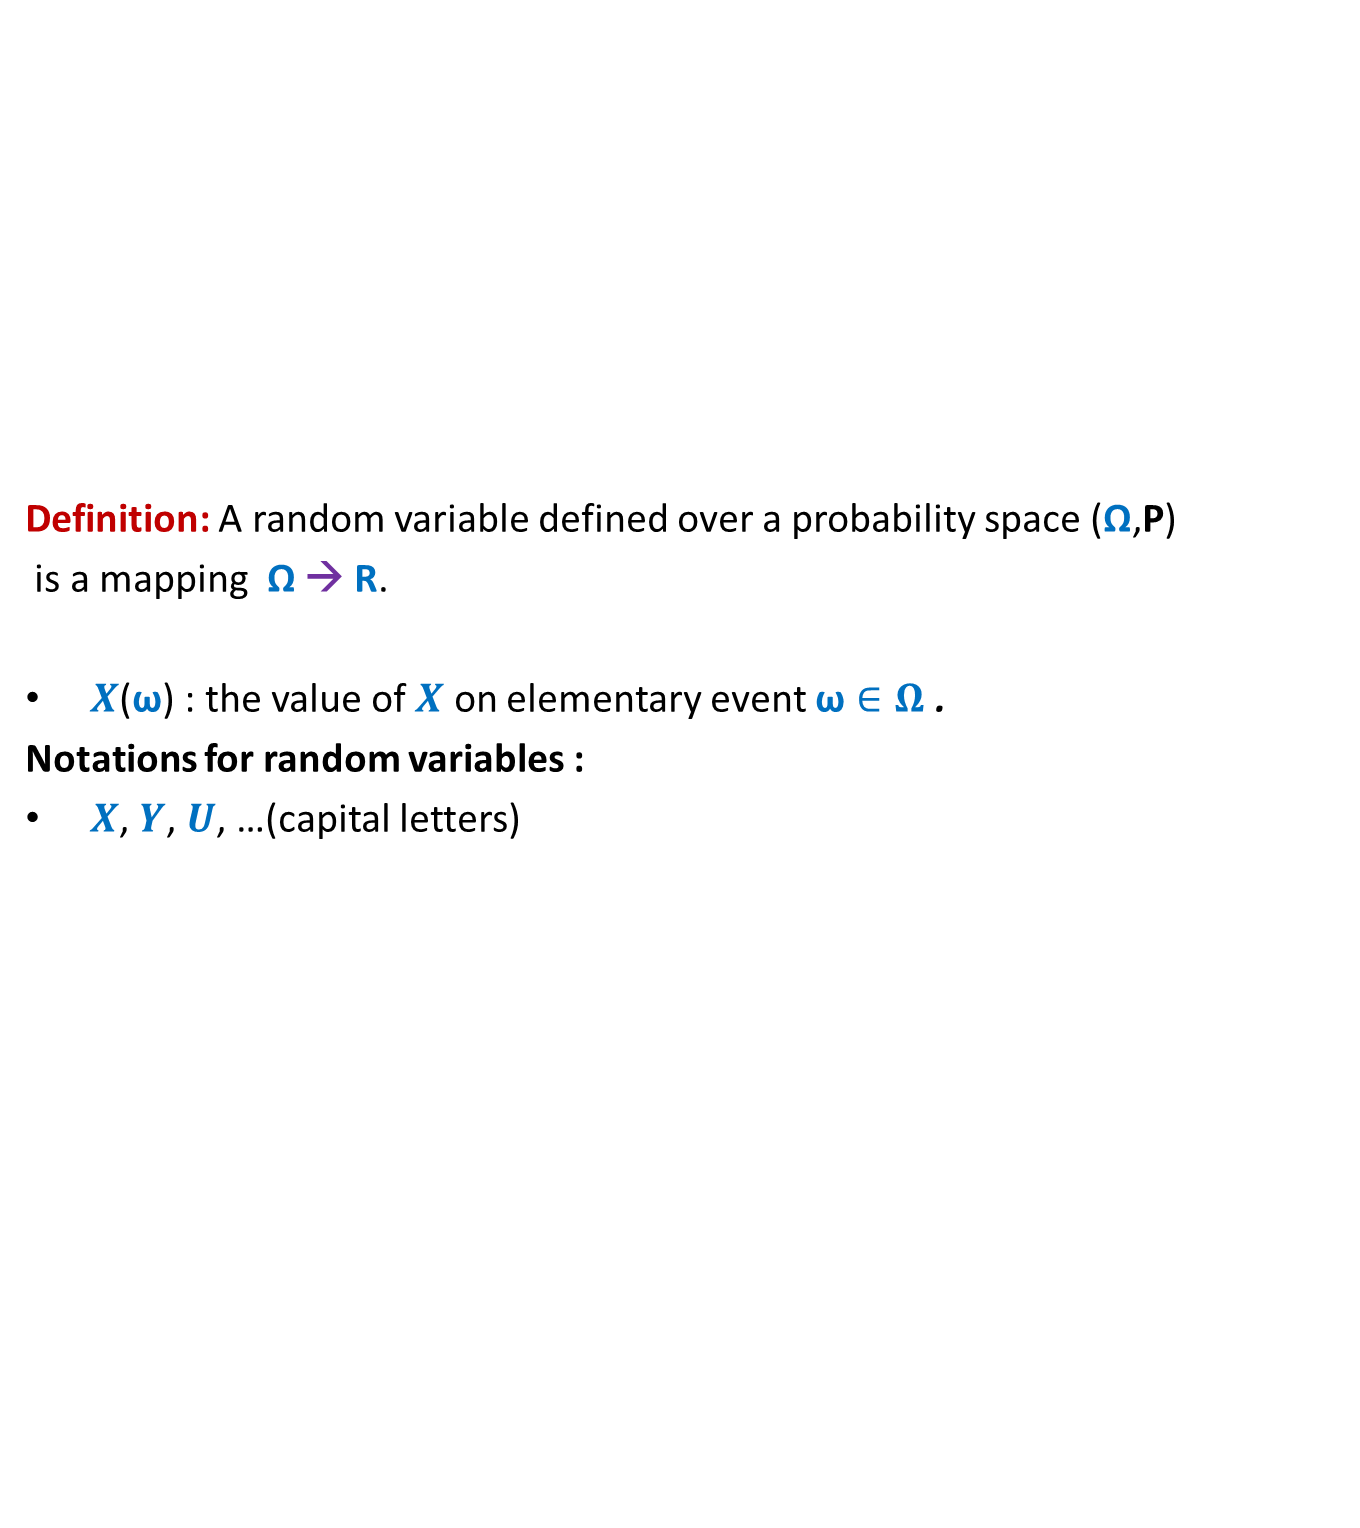 Definition: A random variable defined over a probability space (Ω,P)
is a mapping Ω → R.
• X(ω) : the value of X on elementary event ω ∈ Ω .
Notations for random variables :
• X, Y, U, ...(capital letters)